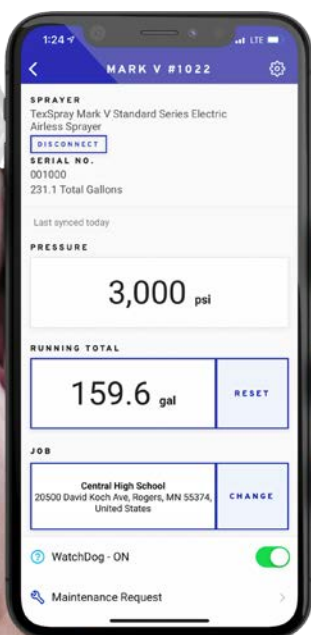 1:24
LTE
MARK V #1022
SPRAYER
TexSpray Mark V Standard Series Electric
Airless Sprayer
DISCONNECT
SERIAL NO.
001000
231.1 Total Gallons
Last synced today
PRESSURE
3,000 psi
RUNNING TOTAL
159.6 gal
RESET
JOB
Central High School
20500 David Koch Ave, Rogers, MN 55374,
United States
CHANGE
? WatchDog - ON
Maintenance Request